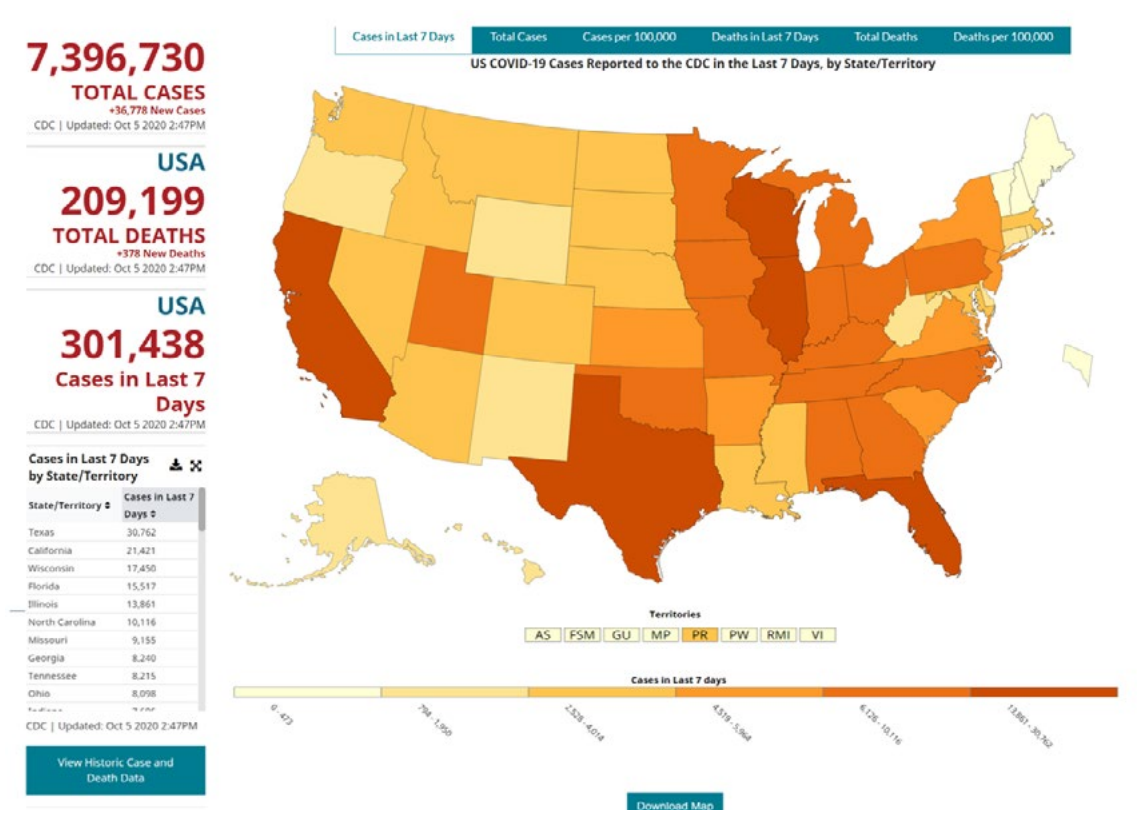 7,396,730
TOTAL CASES
+36,778 New Cases
CDC | Updated: Oct 5 2020 2:47PM
USA
209,199
TOTAL DEATHS
+378 New Deaths
CDC | Updated: Oct 5 2020 2:47PM
USA
301,438
Cases in Last 7
Days
CDC | Updated: Oct 5 2020 2:47PM
Cases in Last 7 Days
by State/Territory
State/Territory Cases in Last 7
Days
Texas 30,762
California 21,421
Wisconsin 17,450
Florida 15,517
Illinois 13,861
North Carolina 10,116
Missouri 9,155
Georgia 8,240
Tennessee 8,215
Ohio 8,098
CDC | Updated: Oct 5 2020 2:47PM
View Historic Case and
Death Data
Cases in Last 7 Days Total Cases Cases per 100,000 Deaths in Last 7 Days Total Deaths Deaths per 100,000
US COVID-19 Cases Reported to the CDC in the Last 7 Days, by State/Territory
Territories
AS FSM GU MP PR PW RMI VI
Cases in Last 7 days
0 - 473
794 - 1,950
2,528 - 4,014
4,519 - 5,964
6,126 - 10,116
13,861 - 30,762
Download Map